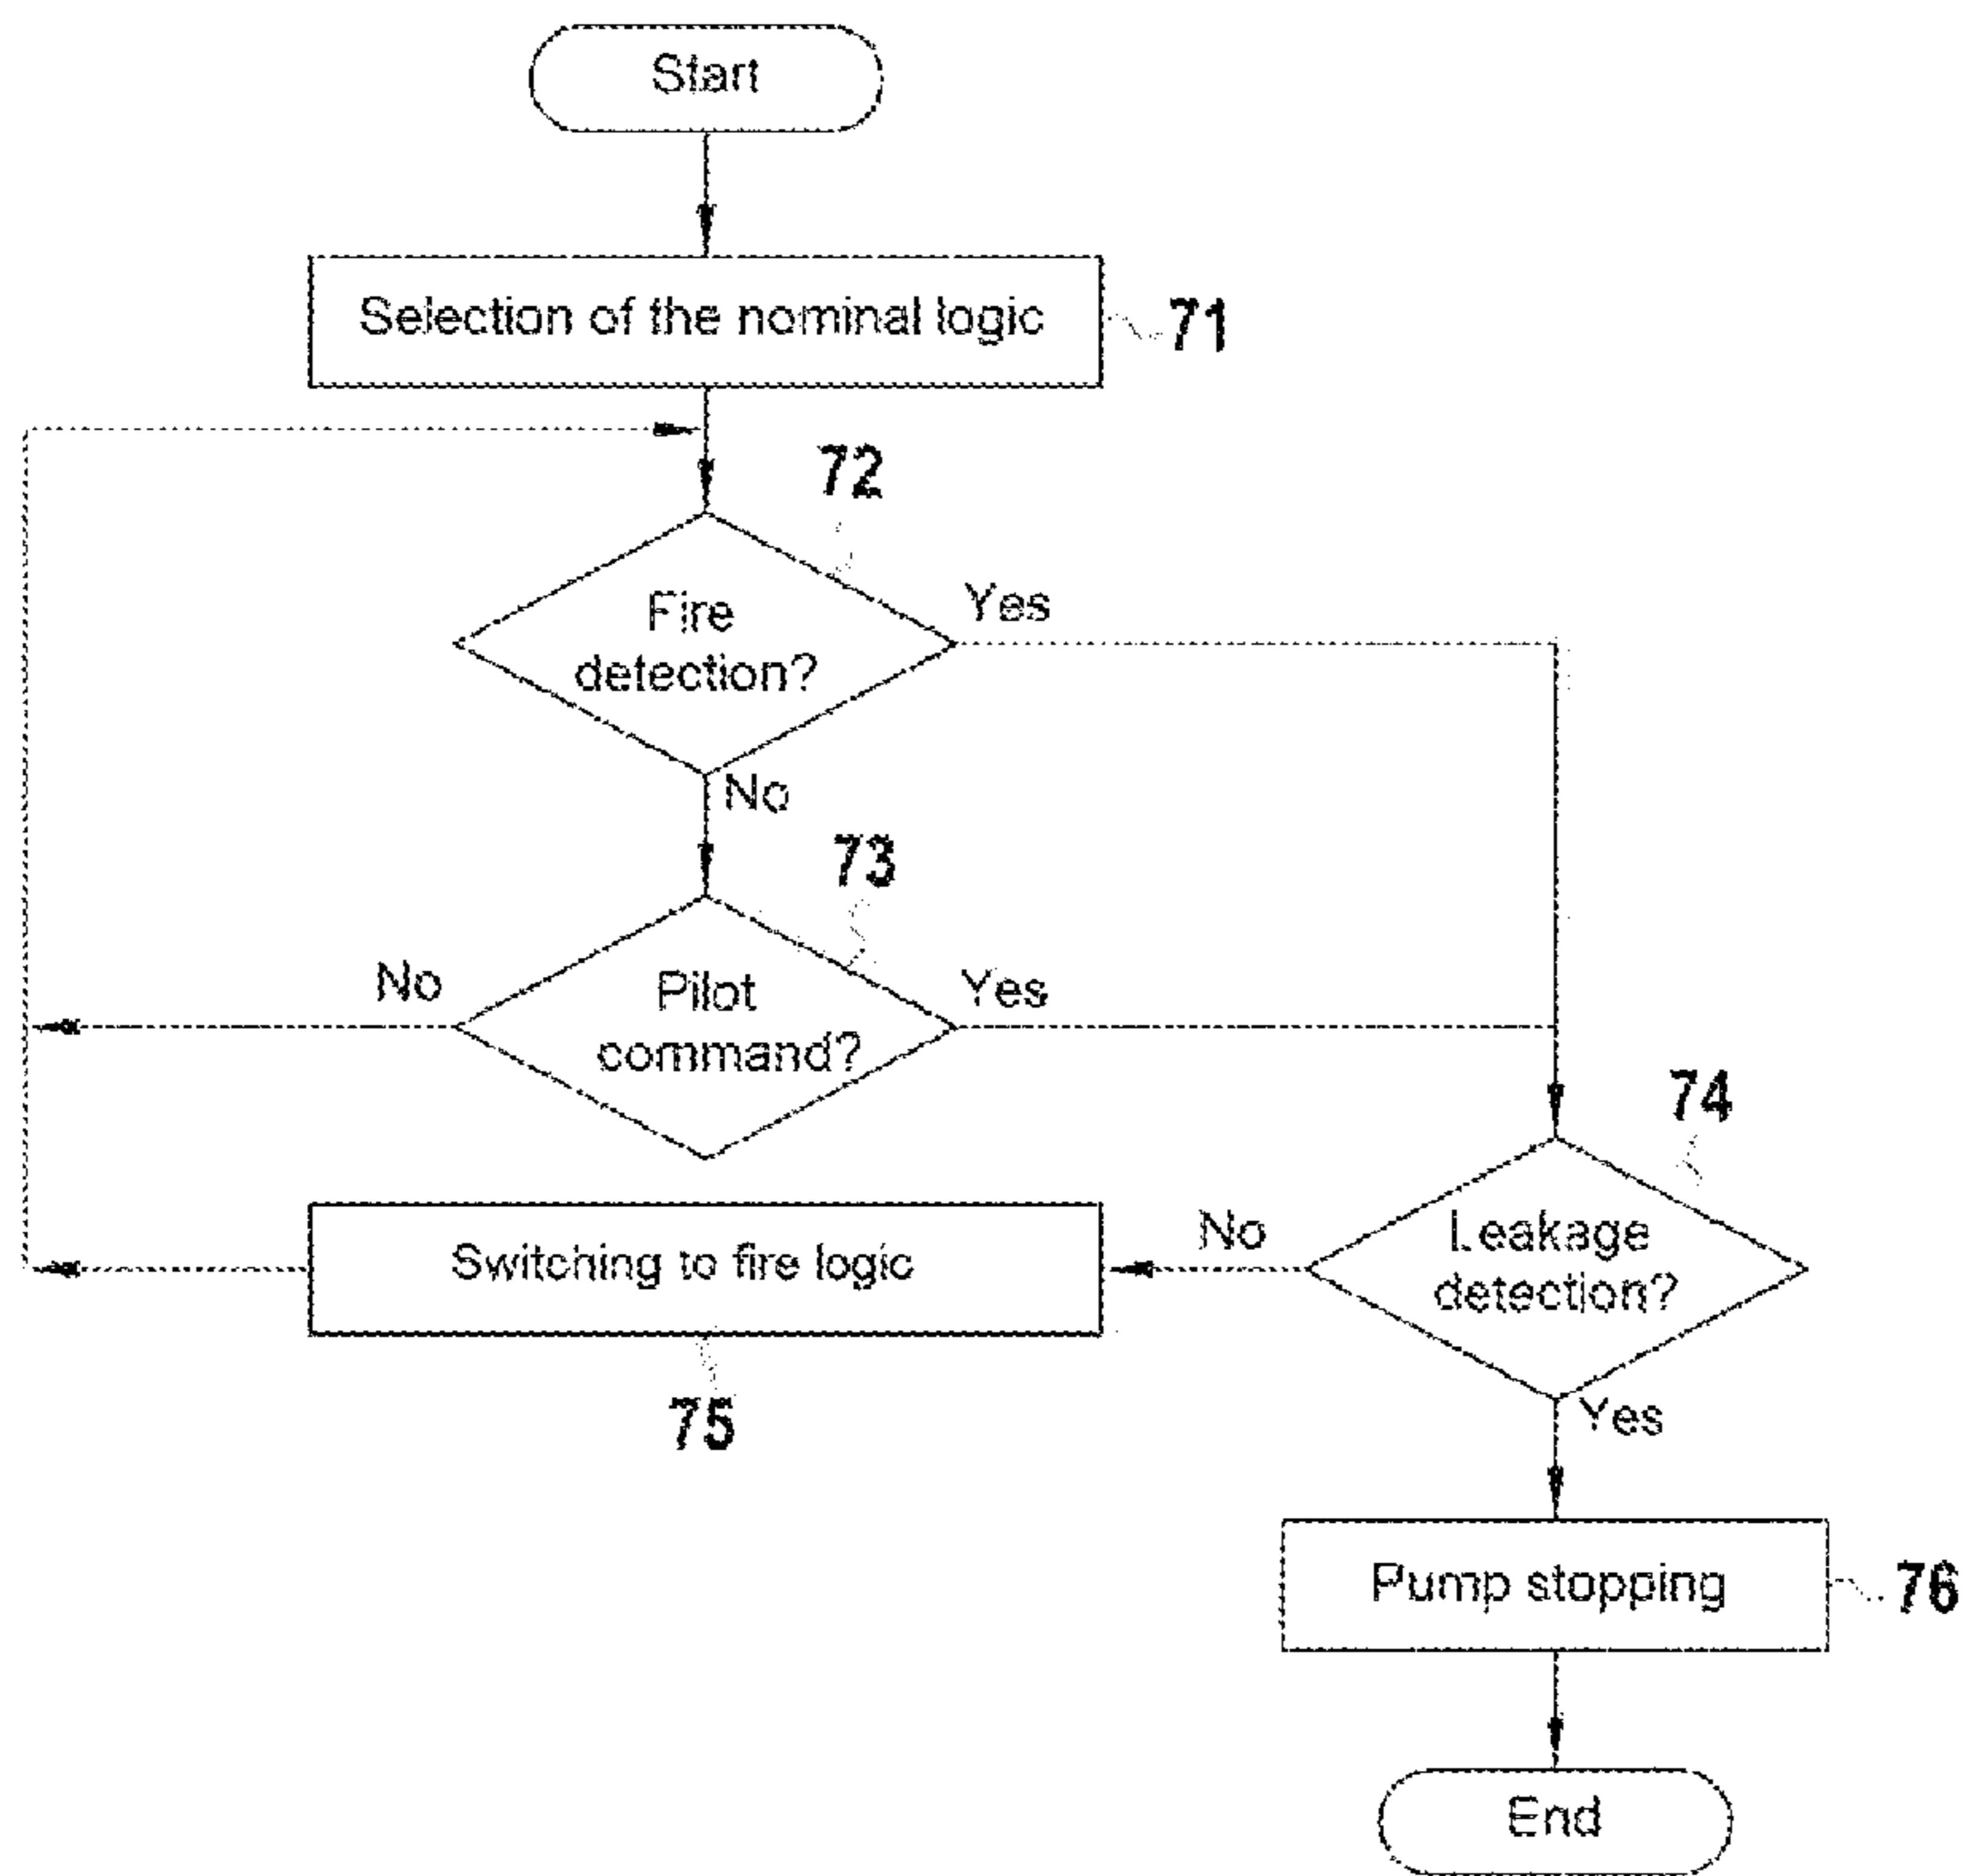 Start
Selection of the nominal logic
71
72
Fire
detection?
Yes
No
73
Pilot
command?
No
Yes
74
Leakage
detection?
No
Yes
Switching to fire logic
75
Pump stopping
76
End